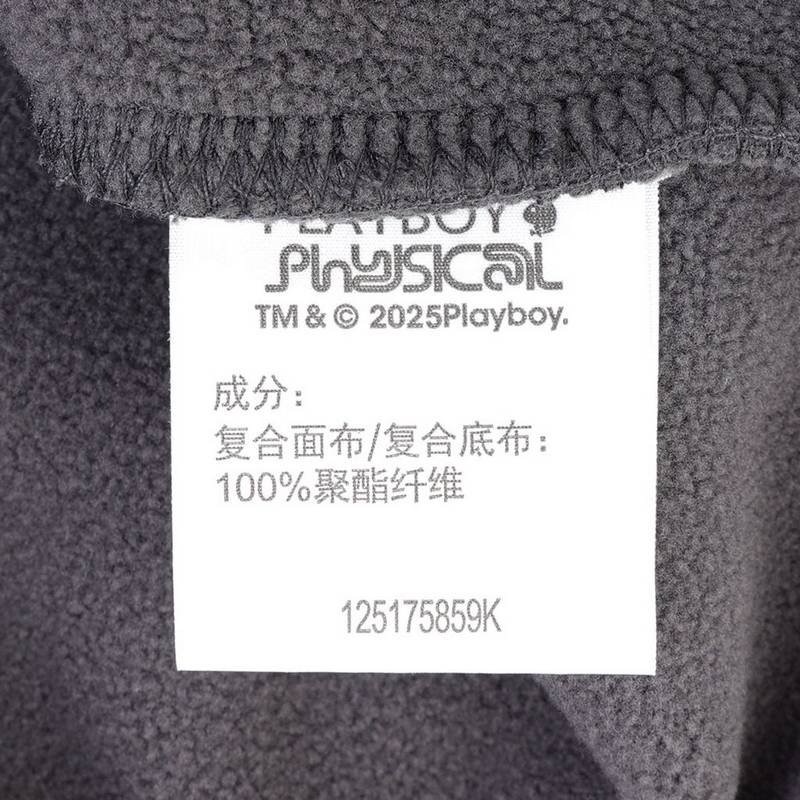 PLAYBOY
PHYSICAL
TM & © 2025Playboy.
成分：
复合面布/复合底布：
100%聚酯纤维
125175859K